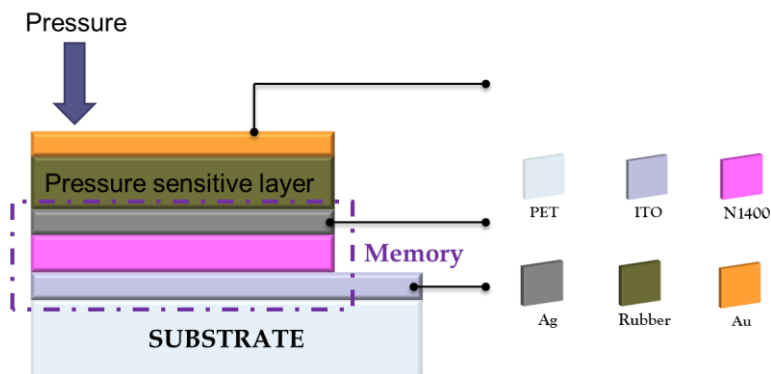 Pressure
Pressure sensitive layer
Memory
SUBSTRATE
PET ITO N1400
Ag Rubber Au